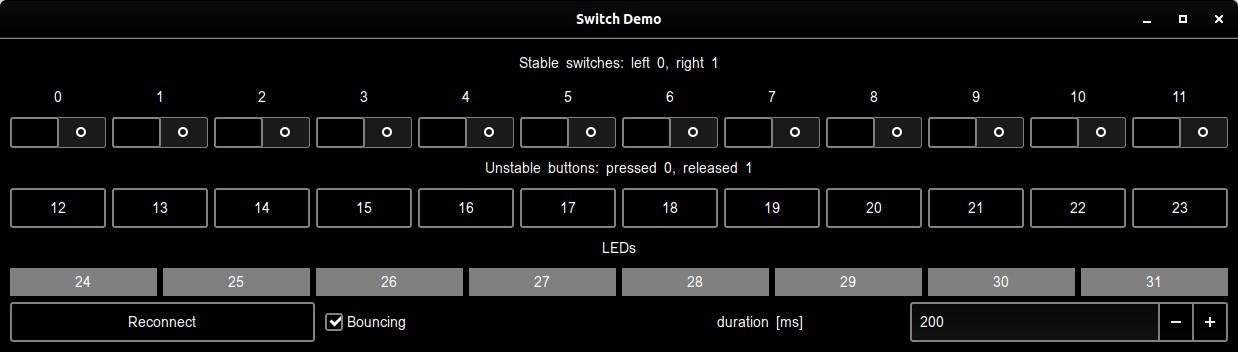 Switch Demo
Stable switches: left 0, right 1
0 1 2 3 4 5 6 7 8 9 10 11
Unstable buttons: pressed 0, released 1
12 13 14 15 16 17 18 19 20 21 22 23
LEDs
24 25 26 27 28 29 30 31
Reconnect Bouncing duration [ms] 200